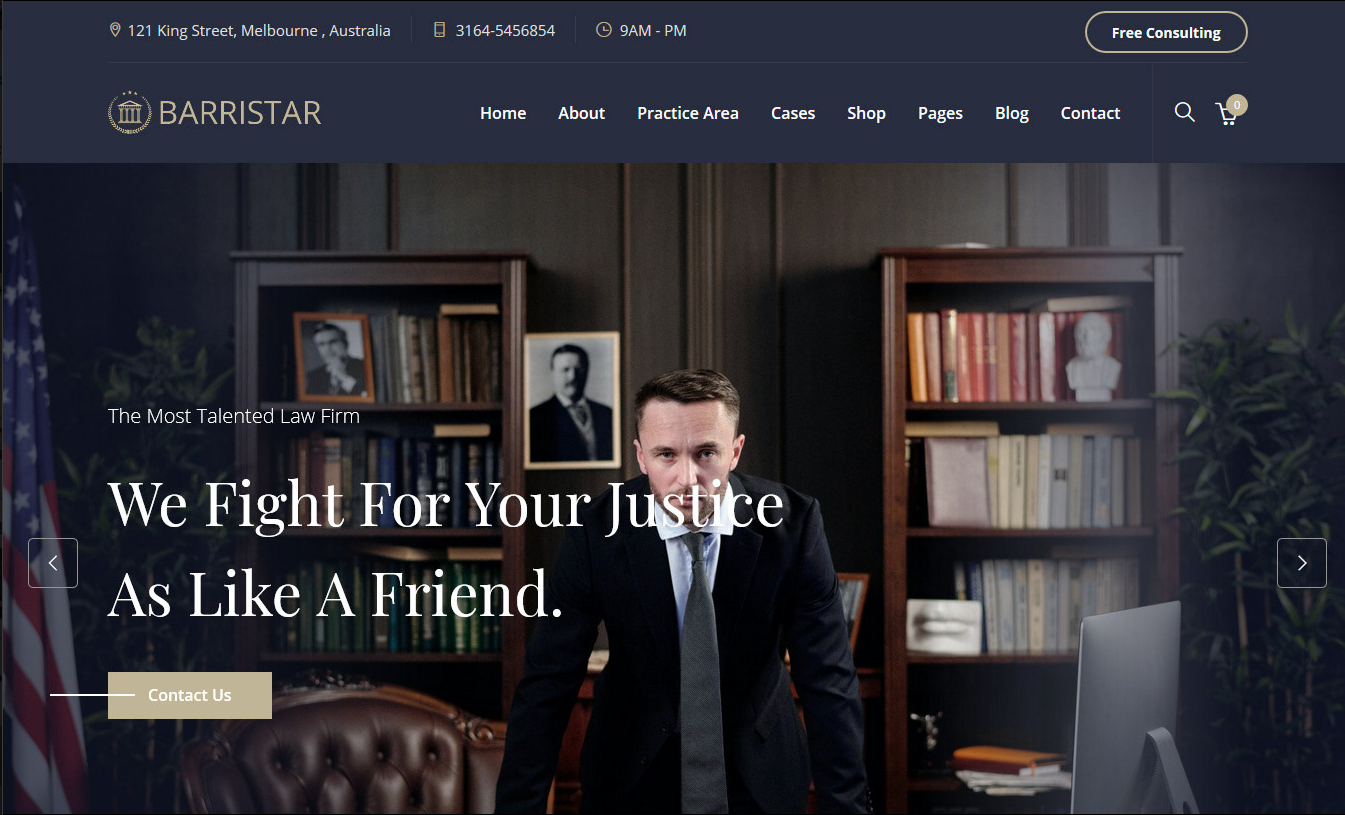 121 King Street, Melbourne , Australia
3164-5456854
9AM - PM
Free Consulting
BARRISTAR
Home About Practice Area Cases Shop Pages Blog Contact
0
The Most Talented Law Firm
We Fight For Your Justice
As Like A Friend.
Contact Us